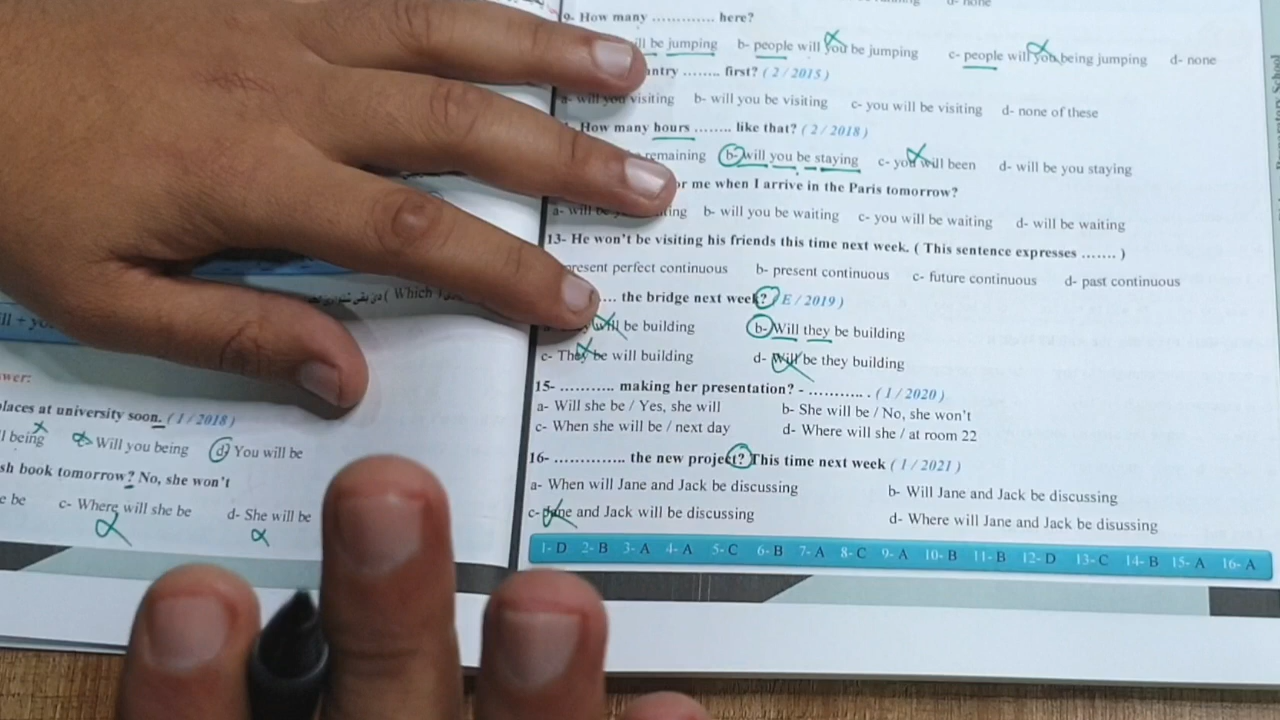 d- none
9- How many ............. here?
ill be jumping b- people will you be jumping c- people will you being jumping d- none
ntry ........ first? ( 2 / 2015 )
a- will you visiting b- will you be visiting c- you will be visiting d- none of these
How many hours ........ like that? ( 2 / 2018 )
remaining b- will you be staying c- you will been d- will be you staying
or me when I arrive in the Paris tomorrow?
b- will you be waiting c- you will be waiting d- will be waiting
13- He won't be visiting his friends this time next week. ( This sentence expresses ....... )
present perfect continuous b- present continuous c- future continuous d- past continuous
... the bridge next week? ( E / 2019 )
will be building b- Will they be building
c- They be will building d- Will be they building
15- ........... making her presentation? - ............ . ( 1 / 2020 )
a- Will she be / Yes, she will b- She will be / No, she won't
c- When she will be / next day d- Where will she / at room 22
16- .............. the new project? This time next week ( 1 / 2021 )
a- When will Jane and Jack be discussing b- Will Jane and Jack be discussing
c- Jane and Jack will be discussing d- Where will Jane and Jack be disussing
1- D 2- B 3- A 4- A 5- C 6- B 7- A 8- C 9- A 10- B 11- B 12- D 13- C 14- B 15- A 16- A
( Which )
ll + yo
wer:
laces at university soon. ( 1 / 2018 )
l being Will you being d- You will be
sh book tomorrow? No, she won't
e be c- Where will she be d- She will be
School